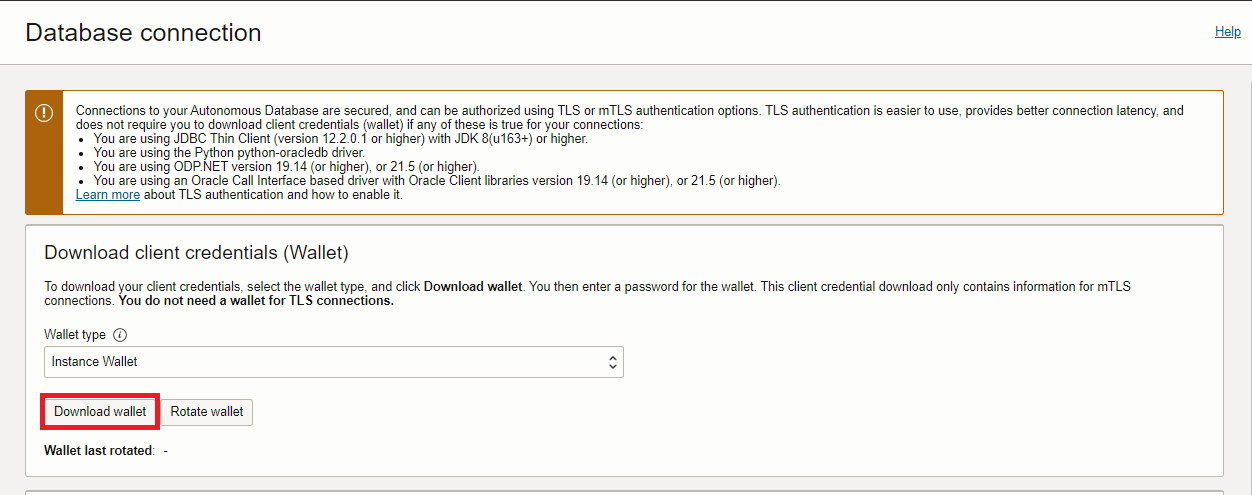 Database connection
Help
Connections to your Autonomous Database are secured, and can be authorized using TLS or mTLS authentication options. TLS authentication is easier to use, provides better connection latency, and
does not require you to download client credentials (wallet) if any of these is true for your connections:
• You are using JDBC Thin Client (version 12.2.0.1 or higher) with JDK 8(u163+) or higher.
• You are using the Python python-oracledb driver.
• You are using ODP.NET version 19.14 (or higher), or 21.5 (or higher).
• You are using an Oracle Call Interface based driver with Oracle Client libraries version 19.14 (or higher), or 21.5 (or higher).
Learn more about TLS authentication and how to enable it.
Download client credentials (Wallet)
To download your client credentials, select the wallet type, and click Download wallet. You then enter a password for the wallet. This client credential download only contains information for mTLS
connections. You do not need a wallet for TLS connections.
Wallet type
Instance Wallet
Download wallet Rotate wallet
Wallet last rotated: -